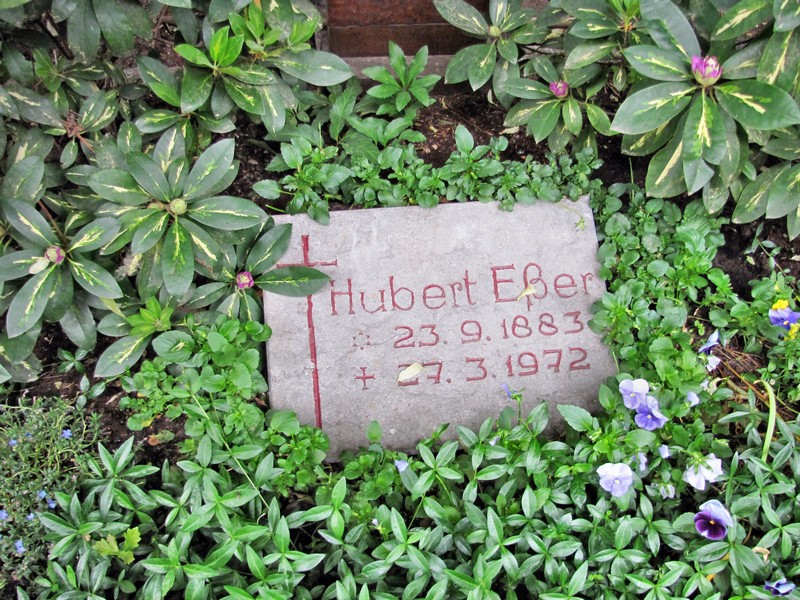 Hubert Eßer
☼ 23. 9. 1883
+ 27. 3. 1972